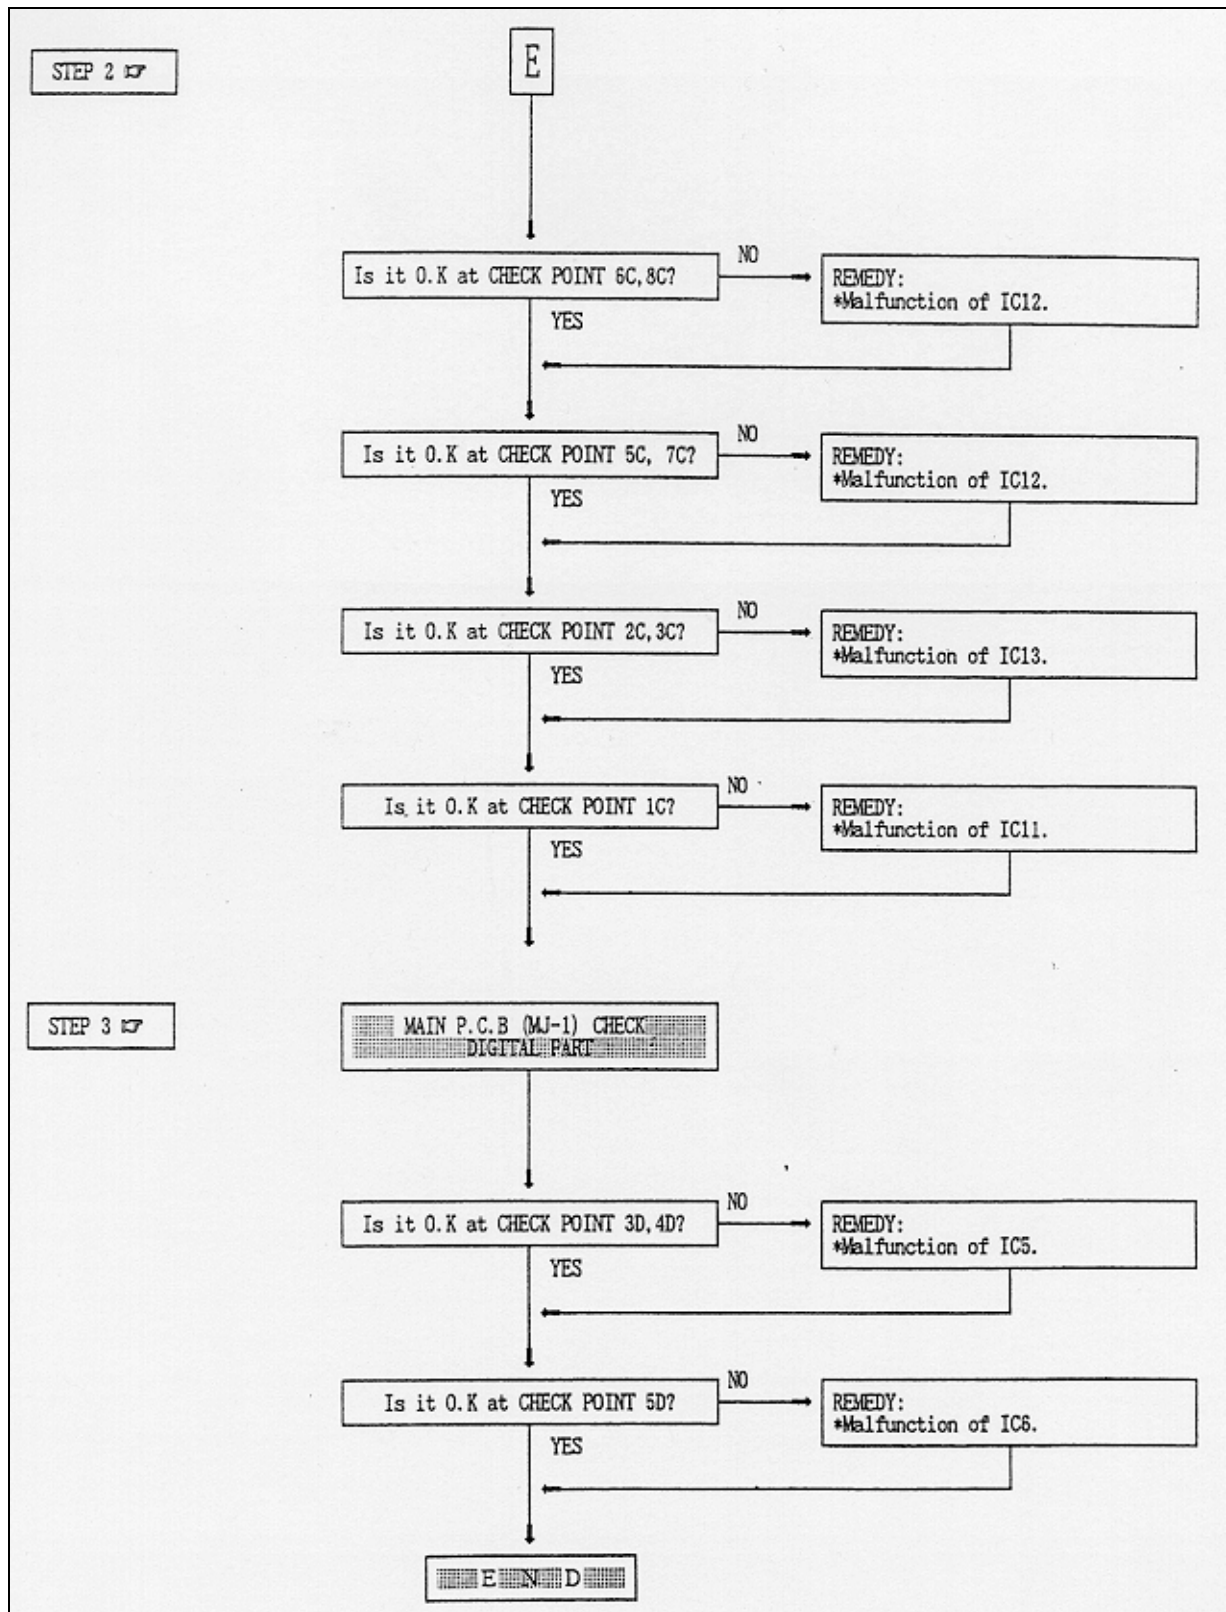 STEP 2 ☞
E
Is it O.K at CHECK POINT 6C,8C?
NO
REMEDY:
*Malfunction of IC12.
YES
Is it O.K at CHECK POINT 5C, 7C?
NO
REMEDY:
*Malfunction of IC12.
YES
Is it O.K at CHECK POINT 2C,3C?
NO
REMEDY:
*Malfunction of IC13.
YES
Is it O.K at CHECK POINT 1C?
NO
REMEDY:
*Malfunction of IC11.
YES
STEP 3 ☞
MAIN P.C.B (MJ-1) CHECK
DIGITAL PART
Is it O.K at CHECK POINT 3D,4D?
NO
REMEDY:
*Malfunction of IC5.
YES
Is it O.K at CHECK POINT 5D?
NO
REMEDY:
*Malfunction of IC6.
YES
E N D